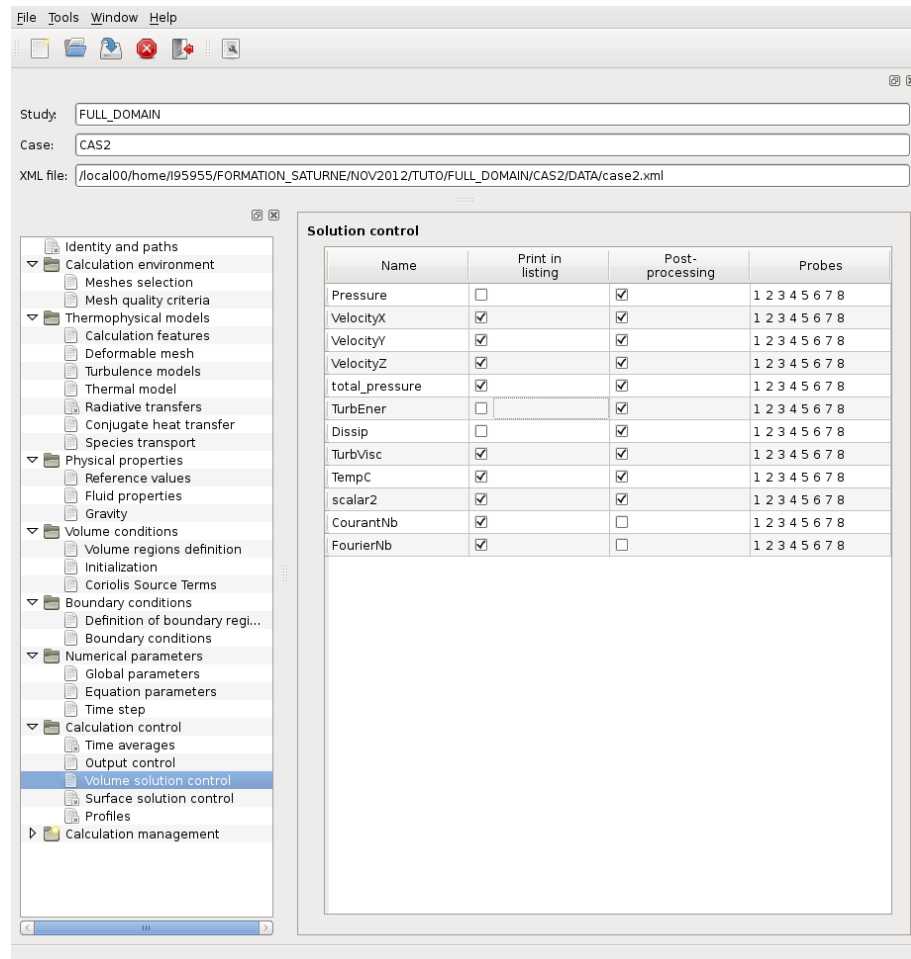 File Tools Window Help
Study: FULL_DOMAIN
Case: CAS2
XML file: /local00/home/I95955/FORMATION_SATURNE/NOV2012/TUTO/FULL_DOMAIN/CAS2/DATA/case2.xml
Identity and paths
Calculation environment
Meshes selection
Mesh quality criteria
Thermophysical models
Calculation features
Deformable mesh
Turbulence models
Thermal model
Radiative transfers
Conjugate heat transfer
Species transport
Physical properties
Reference values
Fluid properties
Gravity
Volume conditions
Volume regions definition
Initialization
Coriolis Source Terms
Boundary conditions
Definition of boundary regi...
Boundary conditions
Numerical parameters
Global parameters
Equation parameters
Time step
Calculation control
Time averages
Output control
Volume solution control
Surface solution control
Profiles
Calculation management
Solution control
Name Print in listing Post-processing Probes
Pressure 1 2 3 4 5 6 7 8
VelocityX 1 2 3 4 5 6 7 8
VelocityY 1 2 3 4 5 6 7 8
VelocityZ 1 2 3 4 5 6 7 8
total_pressure 1 2 3 4 5 6 7 8
TurbEner 1 2 3 4 5 6 7 8
Dissip 1 2 3 4 5 6 7 8
TurbVisc 1 2 3 4 5 6 7 8
TempC 1 2 3 4 5 6 7 8
scalar2 1 2 3 4 5 6 7 8
CourantNb 1 2 3 4 5 6 7 8
FourierNb 1 2 3 4 5 6 7 8